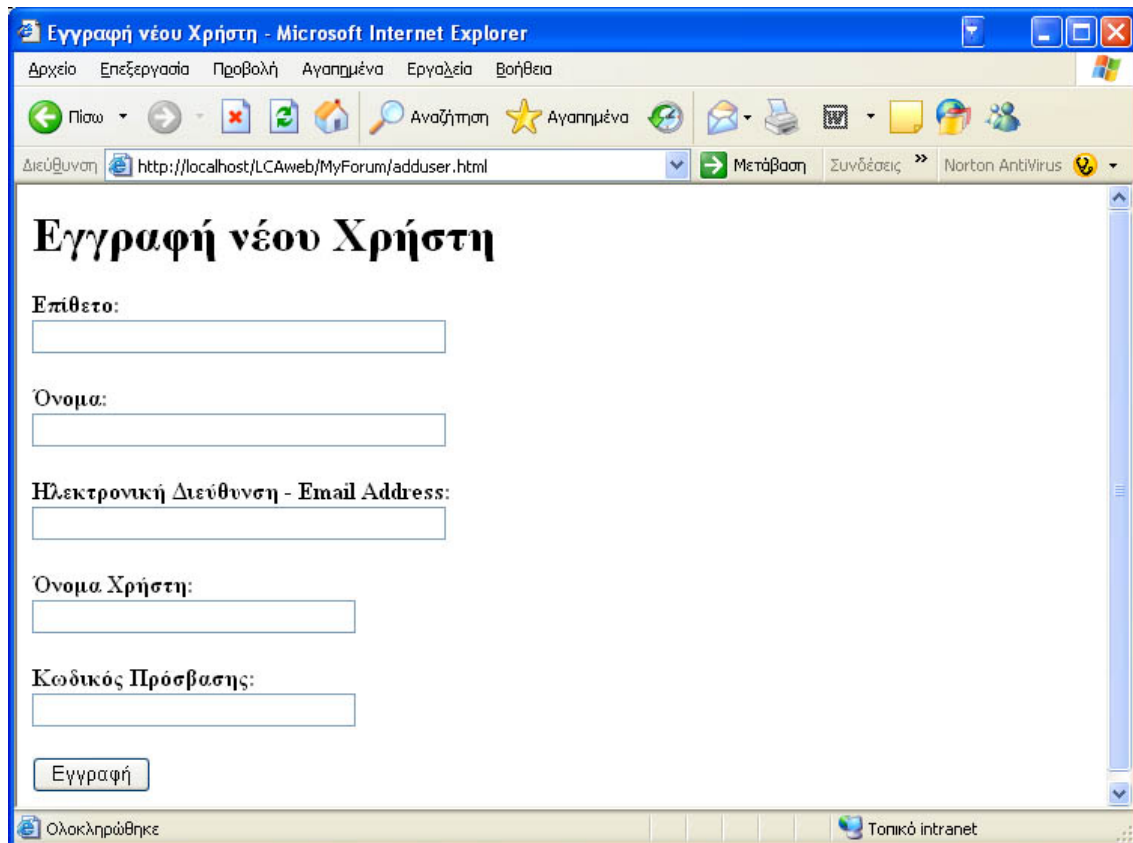 Εγγραφή νέου Χρήστη - Microsoft Internet Explorer
Αρχείο Επεξεργασία Προβολή Αγαπημένα Εργαλεία Βοήθεια
Πίσω Αναζήτηση Αγαπημένα W
Διεύθυνση http://localhost/LCAweb/MyForum/adduser.html Μετάβαση Συνδέσεις » Norton AntiVirus
Εγγραφή νέου Χρήστη
Επίθετο:
Όνομα:
Ηλεκτρονική Διεύθυνση - Email Address:
Όνομα Χρήστη:
Κωδικός Πρόσβασης:
Εγγραφή
Ολοκληρώθηκε Τοπικό intranet